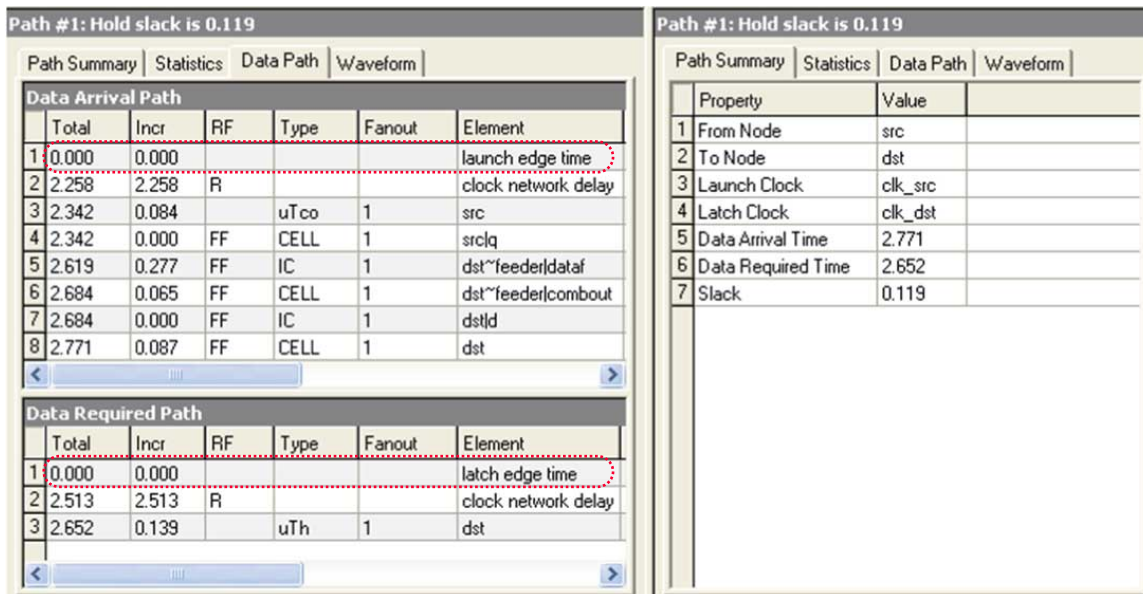 Path #1: Hold slack is 0.119
Path Summary Statistics Data Path Waveform
Data Arrival Path
Total Incr RF Type Fanout Element
1 0.000 0.000 launch edge time
2 2.258 2.258 R clock network delay
3 2.342 0.084 uTco 1 src
4 2.342 0.000 FF CELL 1 src|q
5 2.619 0.277 FF IC 1 dst~feeder|dataf
6 2.684 0.065 FF CELL 1 dst~feeder|combout
7 2.684 0.000 FF IC 1 dst|d
8 2.771 0.087 FF CELL 1 dst
Data Required Path
Total Incr RF Type Fanout Element
1 0.000 0.000 latch edge time
2 2.513 2.513 R clock network delay
3 2.652 0.139 uTh 1 dst
Path #1: Hold slack is 0.119
Path Summary Statistics Data Path Waveform
Property Value
1 From Node src
2 To Node dst
3 Launch Clock clk_src
4 Latch Clock clk_dst
5 Data Arrival Time 2.771
6 Data Required Time 2.652
7 Slack 0.119